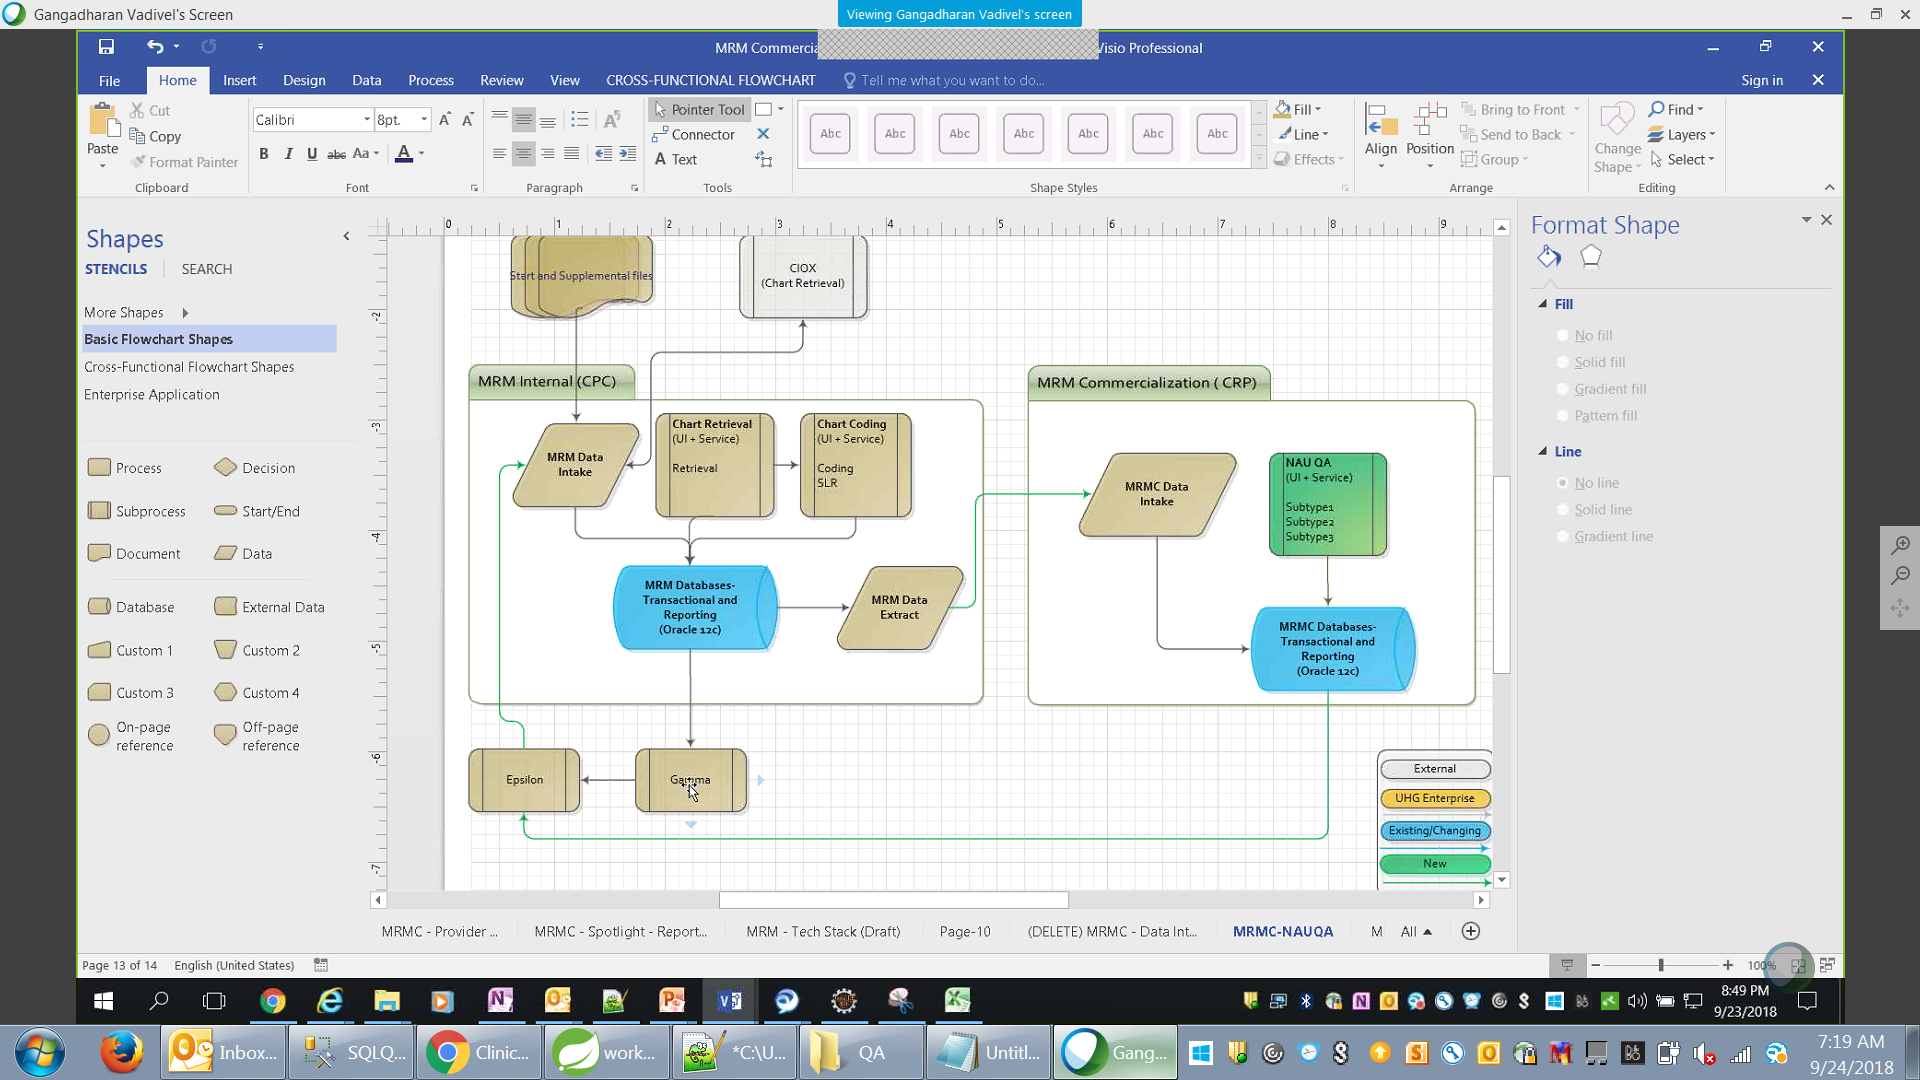 Gangadharan Vadivel's Screen
Viewing Gangadharan Vadivel's screen
MRM Commercia
Visio Professional
File
Home
Insert
Design
Data
Process
Review
View
CROSS-FUNCTIONAL FLOWCHART
Tell me what you want to do...
Sign in
Paste
Cut
Copy
Format Painter
Clipboard
Calibri
8pt.
B I U abc Aa A
Font
Paragraph
Pointer Tool
Connector
A Text
Tools
Abc Abc Abc Abc Abc Abc Abc
Shape Styles
Fill
Line
Effects
Align
Position
Bring to Front
Send to Back
Group
Arrange
Change
Shape
Find
Layers
Select
Editing
Shapes
STENCILS
SEARCH
More Shapes
Basic Flowchart Shapes
Cross-Functional Flowchart Shapes
Enterprise Application
Process
Decision
Subprocess
Start/End
Document
Data
Database
External Data
Custom 1
Custom 2
Custom 3
Custom 4
On-page
reference
Off-page
reference
0 1 2 3 4 5 6 7 8 9
-2
-3
-4
-5
-6
-7
Start and Supplemental files
CIOX
(Chart Retrieval)
MRM Internal (CPC)
MRM Data
Intake
Chart Retrieval
(UI + Service)
Retrieval
Chart Coding
(UI + Service)
Coding
SLR
MRM Databases-
Transactional and
Reporting
(Oracle 12c)
MRM Data
Extract
MRM Commercialization ( CRP)
MRMC Data
Intake
NAU QA
(UI + Service)
Subtype1
Subtype2
Subtype3
MRMC Databases-
Transactional and
Reporting
(Oracle 12c)
Epsilon
Gamma
External
UHG Enterprise
Existing/Changing
New
Format Shape
Fill
No fill
Solid fill
Gradient fill
Pattern fill
Line
No line
Solid line
Gradient line
MRMC - Provider ...
MRMC - Spotlight - Report...
MRM - Tech Stack (Draft)
Page-10
(DELETE) MRMC - Data Int...
MRMC-NAUQA
M
All
Page 13 of 14
English (United States)
100%
8:49 PM
9/23/2018
Inbox...
SQLQ...
Clinic...
work...
*C:\U...
QA
Untitl...
Gang...
7:19 AM
9/24/2018